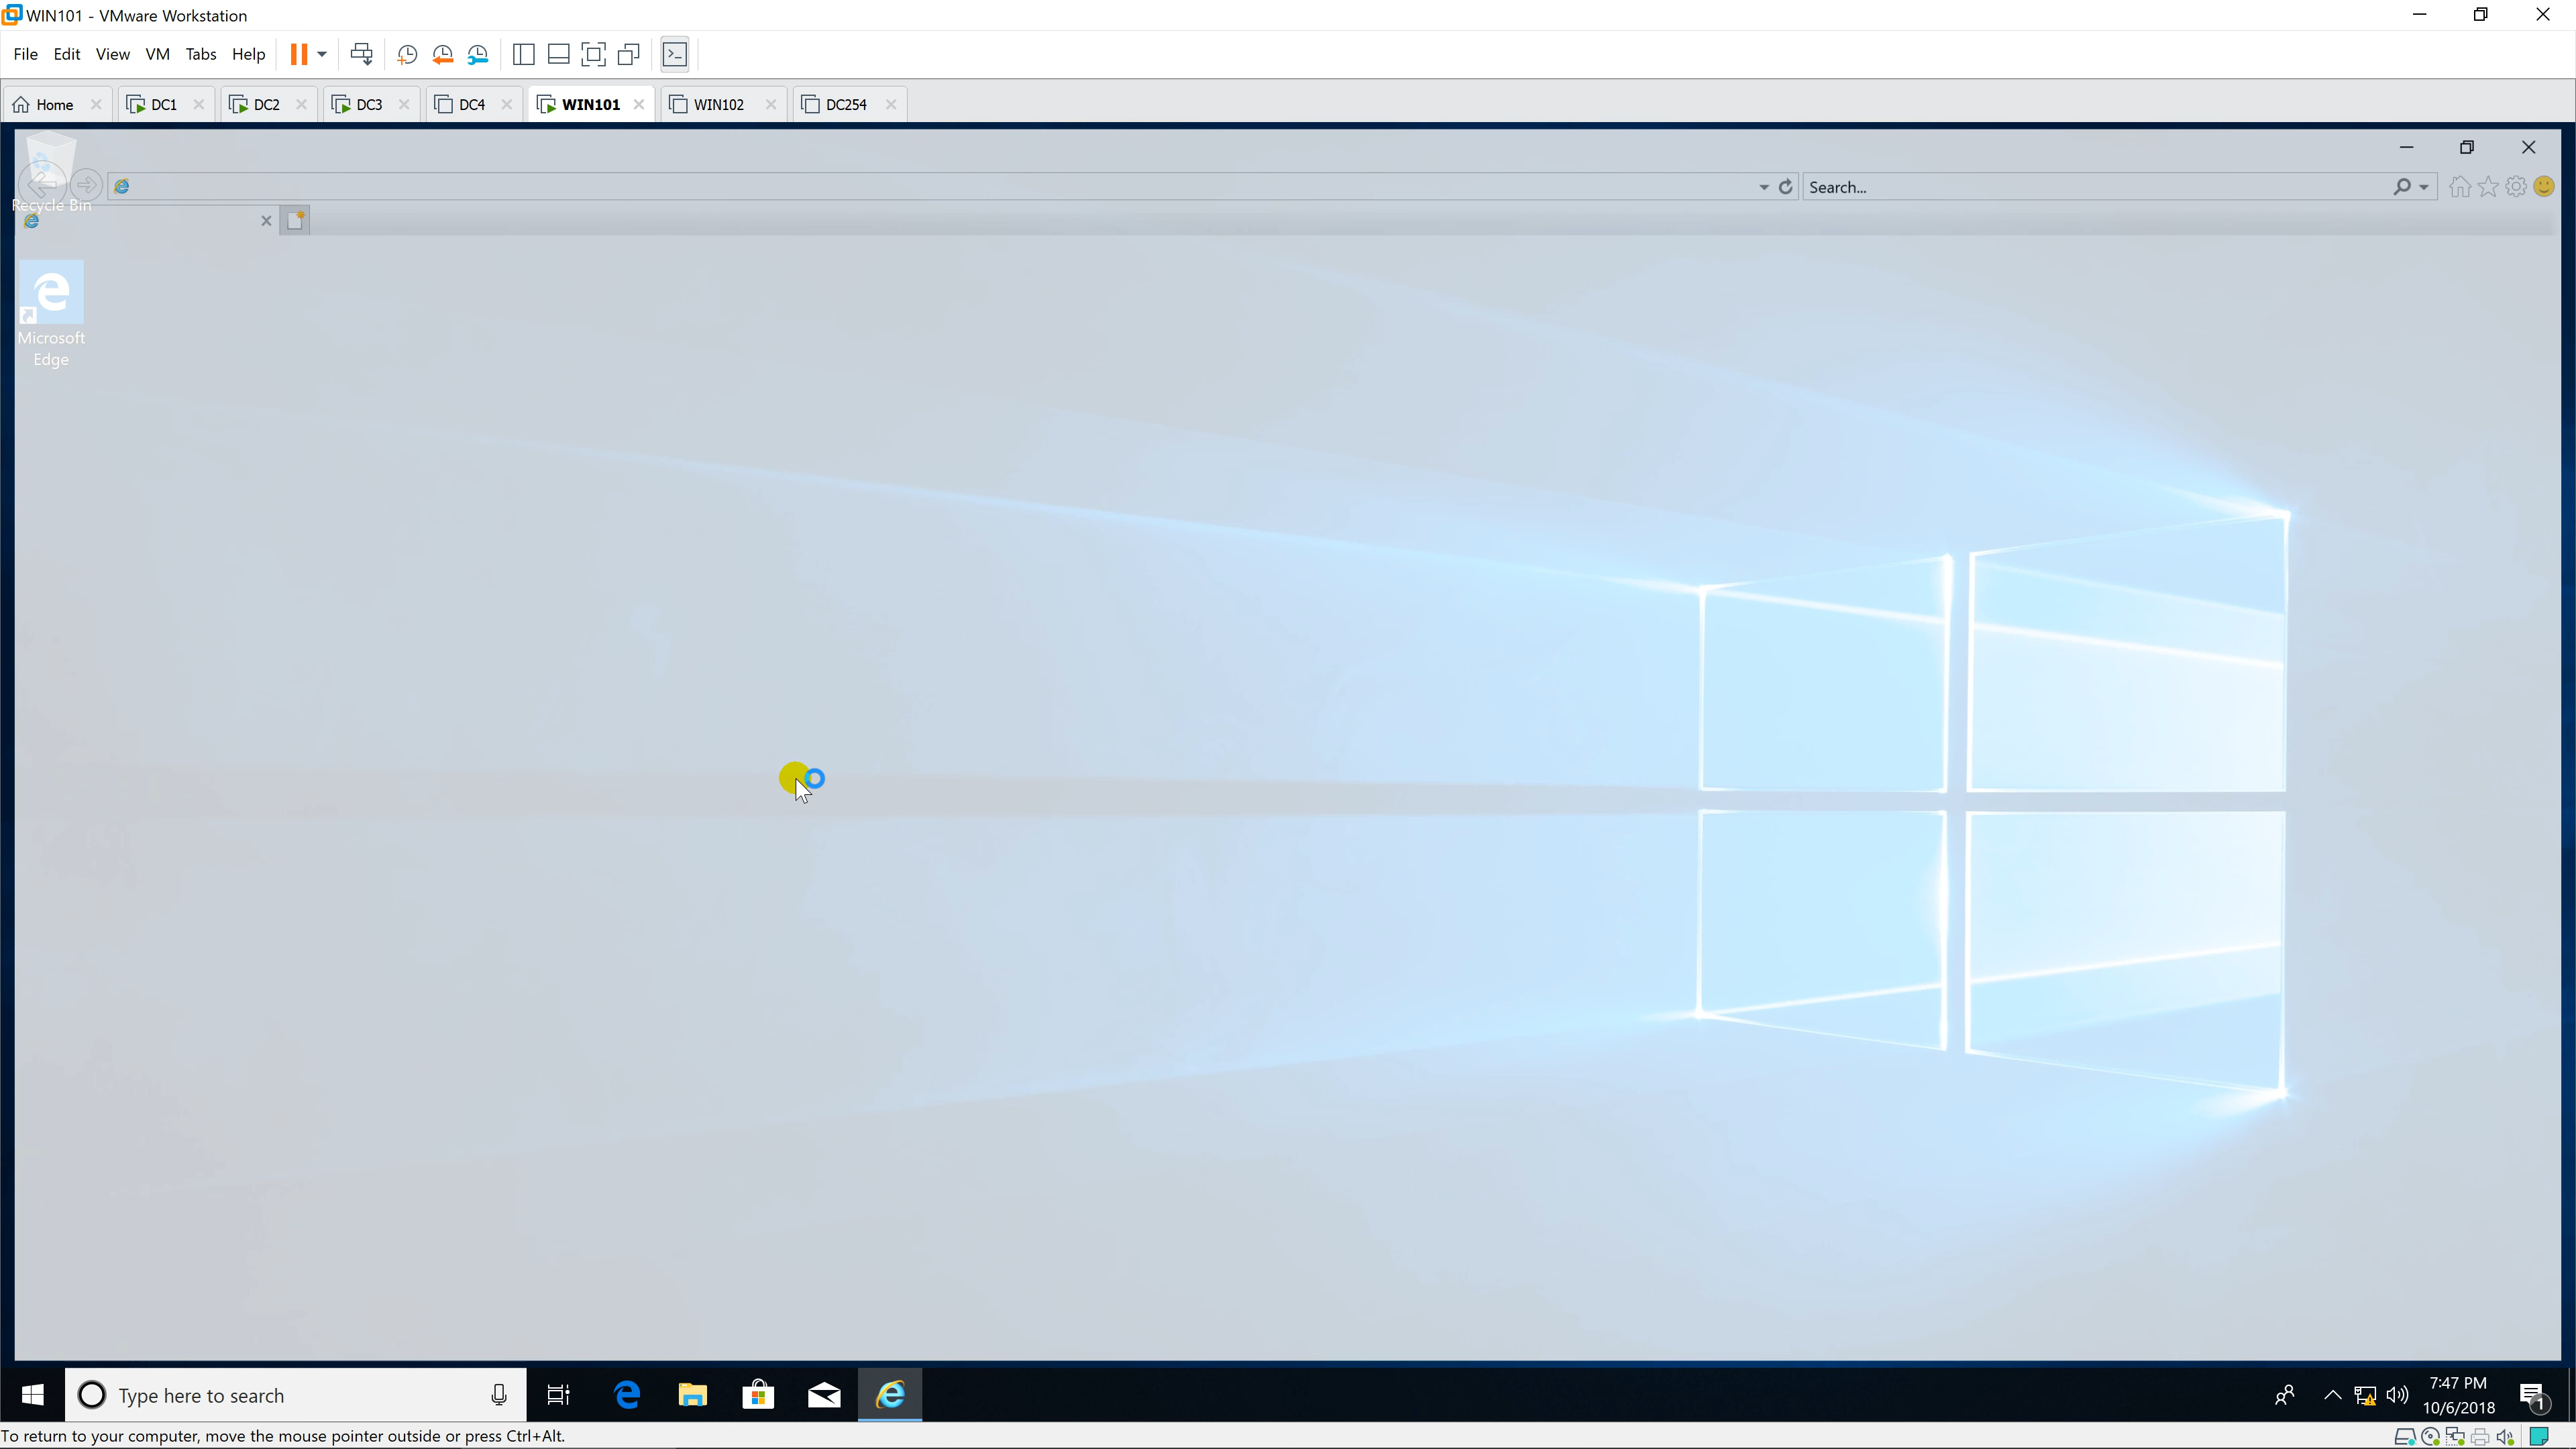 WIN101 - VMware Workstation
File Edit View VM Tabs Help
Home DC1 DC2 DC3 DC4 WIN101 WIN102 DC254
Search...
Recycle Bin
Microsoft
Edge
Type here to search
7:47 PM
10/6/2018
1
To return to your computer, move the mouse pointer outside or press Ctrl+Alt.